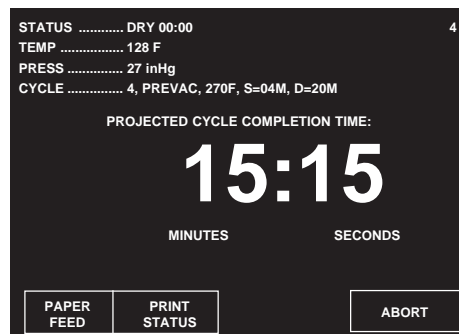 STATUS ............ DRY 00:00 4
TEMP ................. 128 F
PRESS ............... 27 inHg
CYCLE ............... 4, PREVAC, 270F, S=04M, D=20M
PROJECTED CYCLE COMPLETION TIME:
15:15
MINUTES SECONDS
PAPER FEED
PRINT STATUS
ABORT